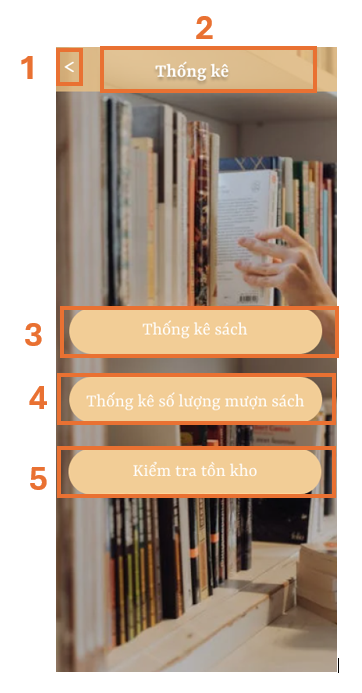 2
1
<
Thống kê
3
Thống kê sách
4
Thống kê số lượng mượn sách
5
Kiểm tra tồn kho